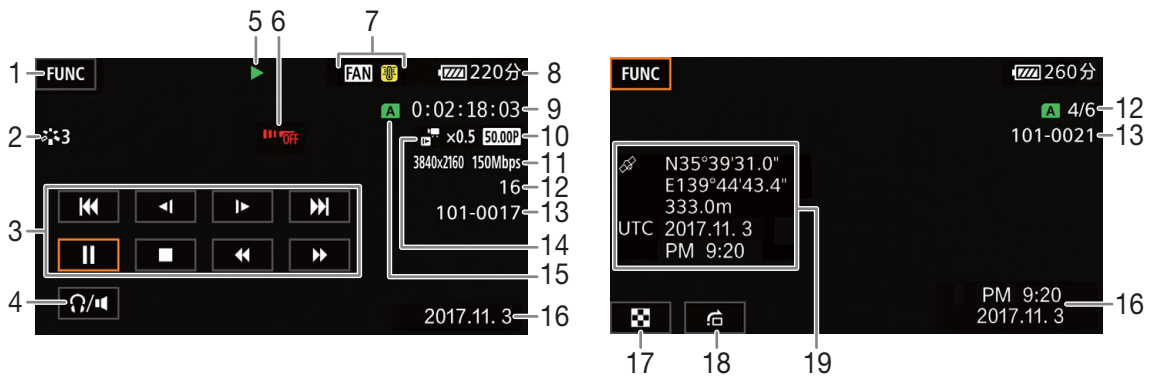 5 6 7
1 FUNC FAN 220分 8
A 0:02:18:03 9
2 3 OFF x0.5 50.00P 10
3840x2160 150Mbps 11
16 12
3 101-0017 13
14
15
4 2017.11. 3 16
FUNC 260分
A 4/6 12
101-0021 13
N35°39'31.0"
E139°44'43.4"
333.0m
UTC 2017.11. 3
PM 9:20
PM 9:20
2017.11. 3 16
17 18 19